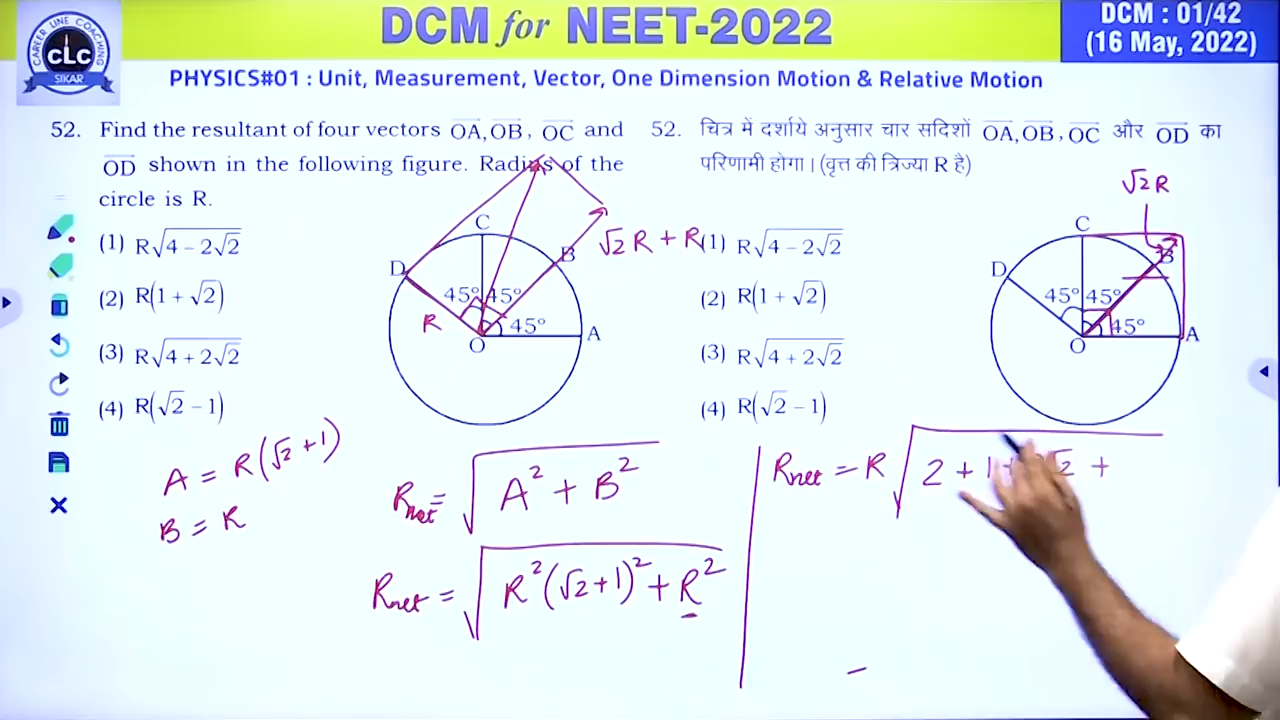 CAREER LINE COACHING
CLC
SIKAR
DCM for NEET-2022
DCM : 01/42
(16 May, 2022)
PHYSICS#01 : Unit, Measurement, Vector, One Dimension Motion & Relative Motion
52. Find the resultant of four vectors OA, OB, OC and
OD shown in the following figure. Radius of the
circle is R.
(1) R√(4 − 2√2)
(2) R(1 + √2)
(3) R√(4 + 2√2)
(4) R(√2 − 1)
C
D
B
45° 45°
45°
A
O
R
√2 R + R
52. चित्र में दर्शाये अनुसार चार सदिशों OA, OB, OC और OD का
परिणामी होगा। (वृत्त की त्रिज्या R है)
(1) R√(4 − 2√2)
(2) R(1 + √2)
(3) R√(4 + 2√2)
(4) R(√2 − 1)
√2 R
C
D
B
45° 45°
45°
A
O
A = R(√2 + 1)
B = R
Rnet = √(A² + B²)
Rnet = √(R²(√2+1)² + R²)
Rnet = R√(2 + 1 + √2 +